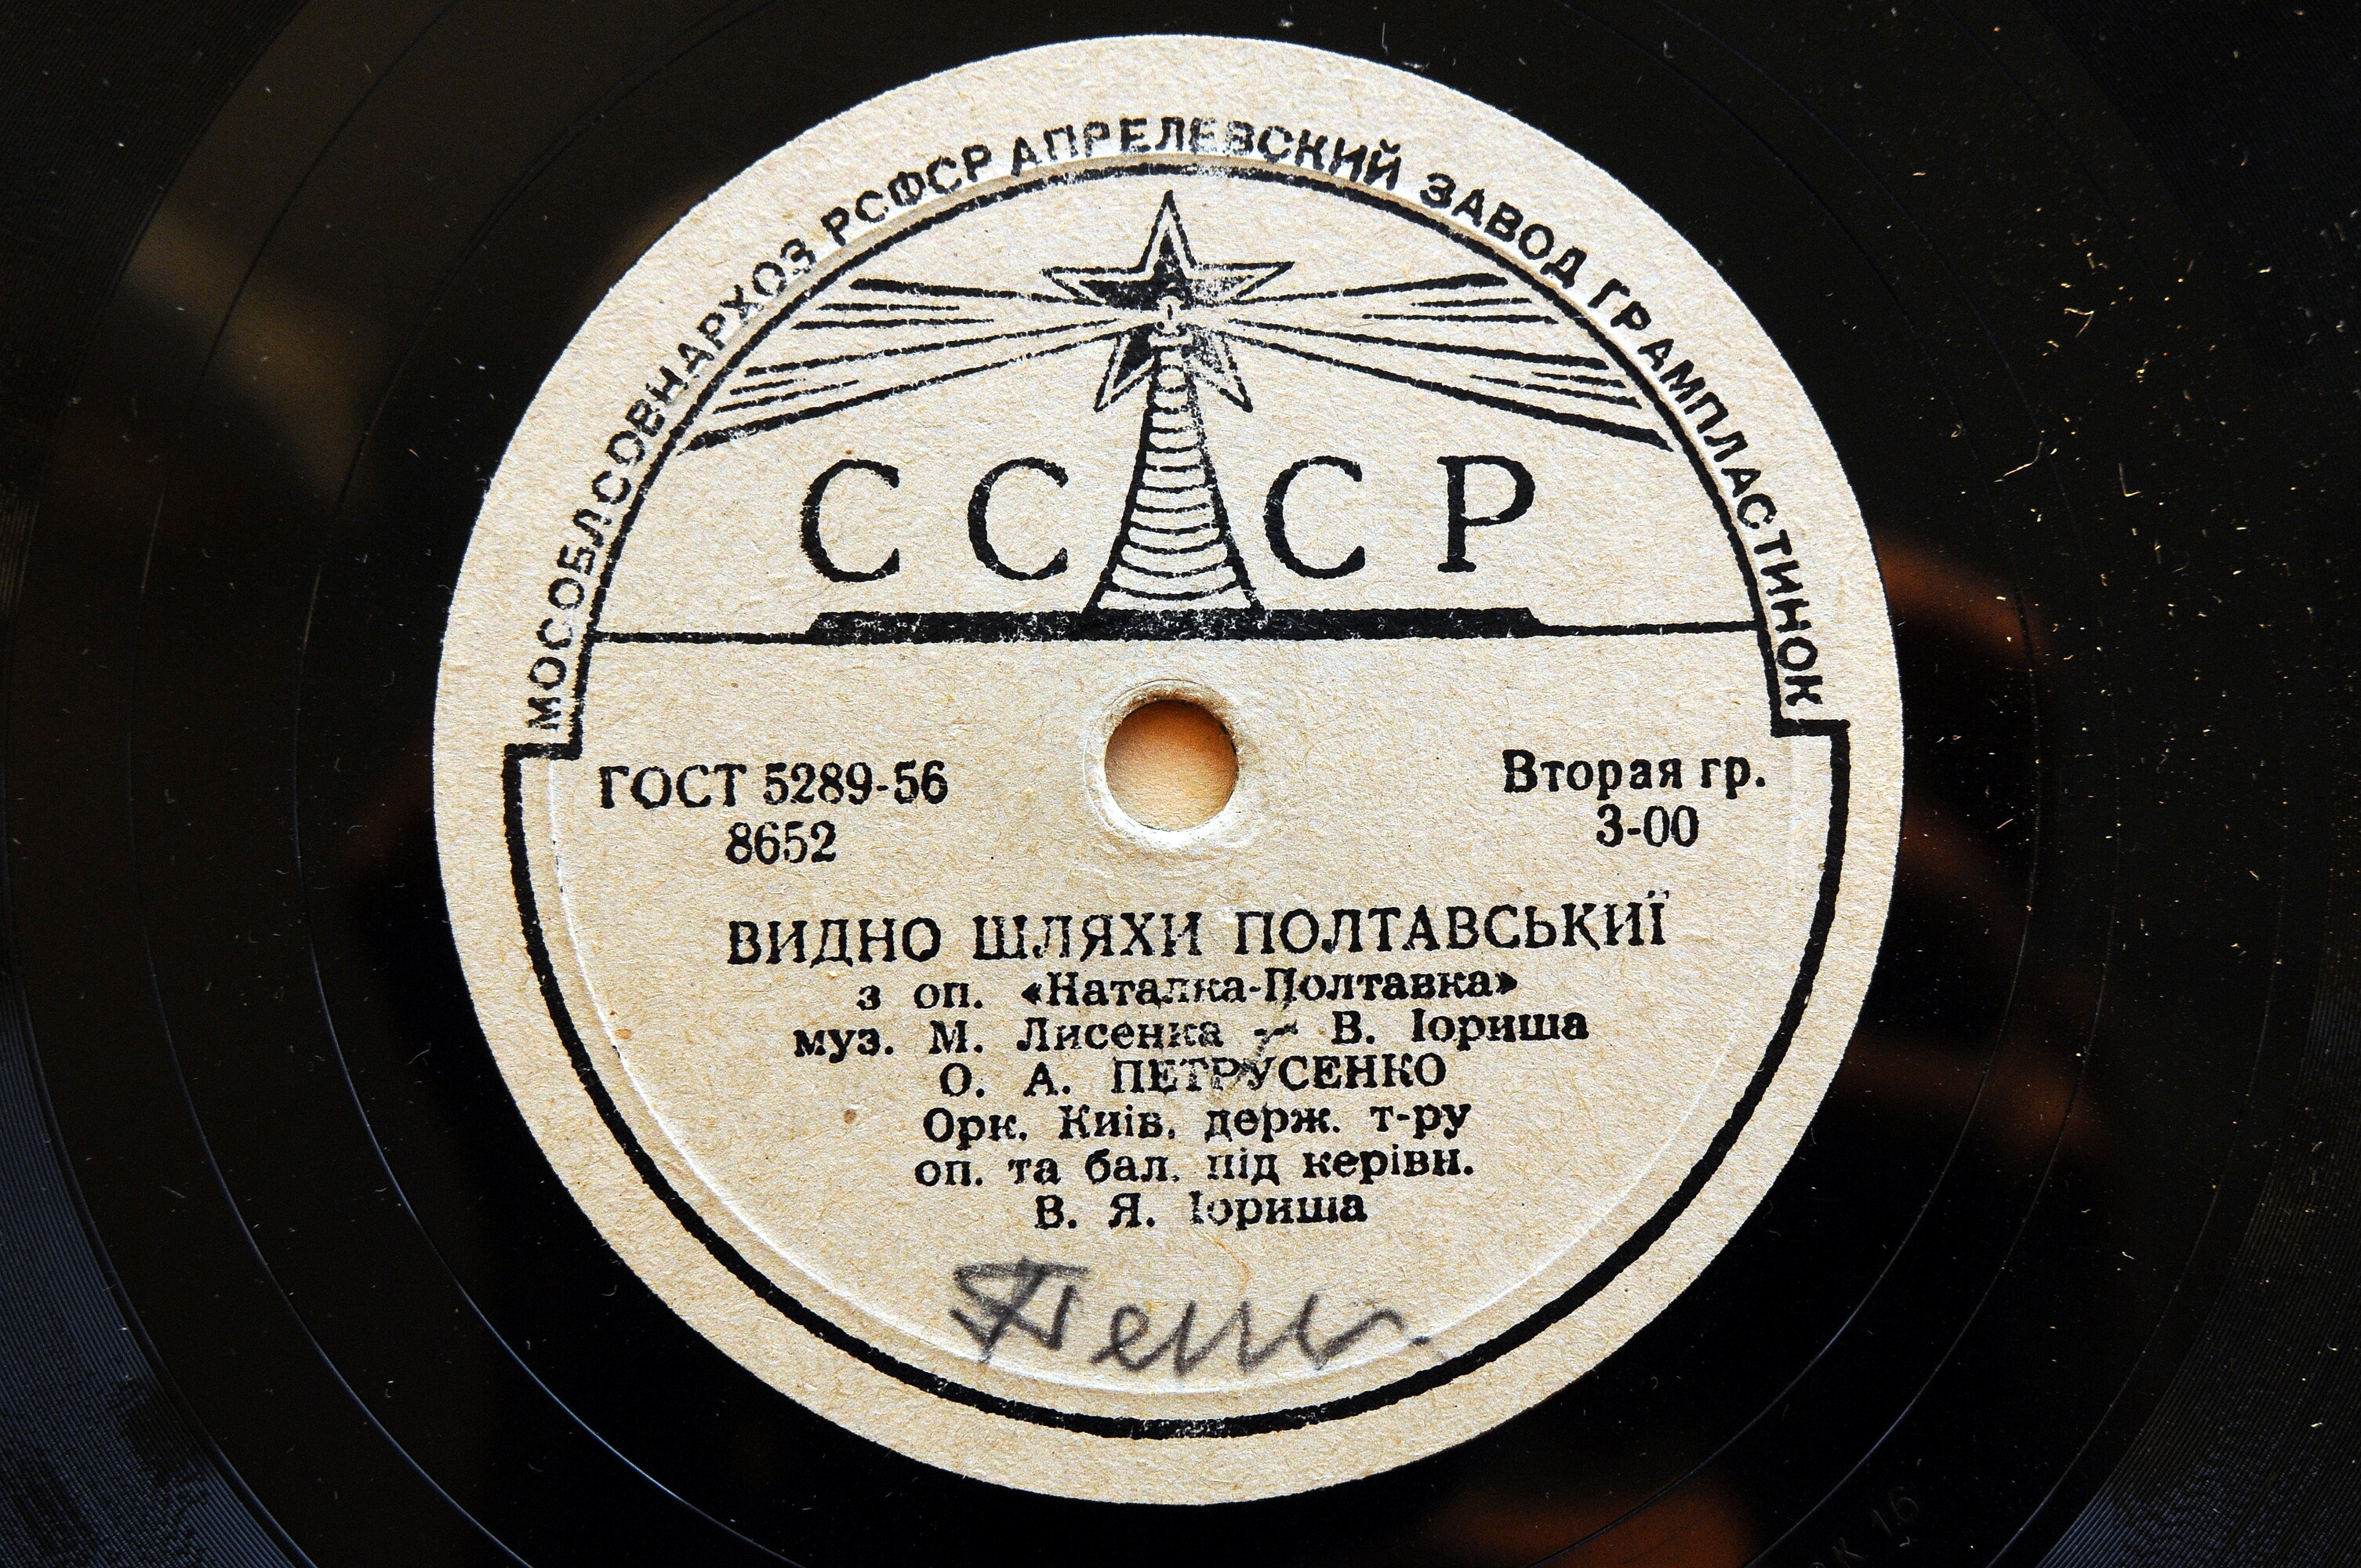 МОСОБЛСОВНАРХОЗ РСФСР АПРЕЛЕВСКИЙ ЗАВОД ГРАМПЛАСТИНОК
СССР
ГОСТ 5289-56
8652
Вторая гр.
3-00
ВИДНО ШЛЯХИ ПОЛТАВСЬКИЇ
з оп. «Наталка-Полтавка»
муз. М. Лисенка — В. Іориша
О. А. ПЕТРУСЕНКО
Орк. Київ. держ. т-ру
оп. та бал. під керівн.
В. Я. Іориша